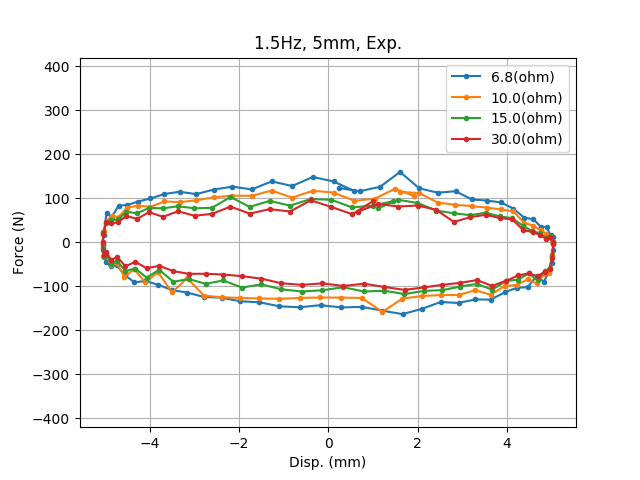 1.5Hz, 5mm, Exp.
6.8(ohm)
10.0(ohm)
15.0(ohm)
30.0(ohm)
400
300
200
100
0
−100
−200
−300
−400
Force (N)
−4 −2 0 2 4
Disp. (mm)